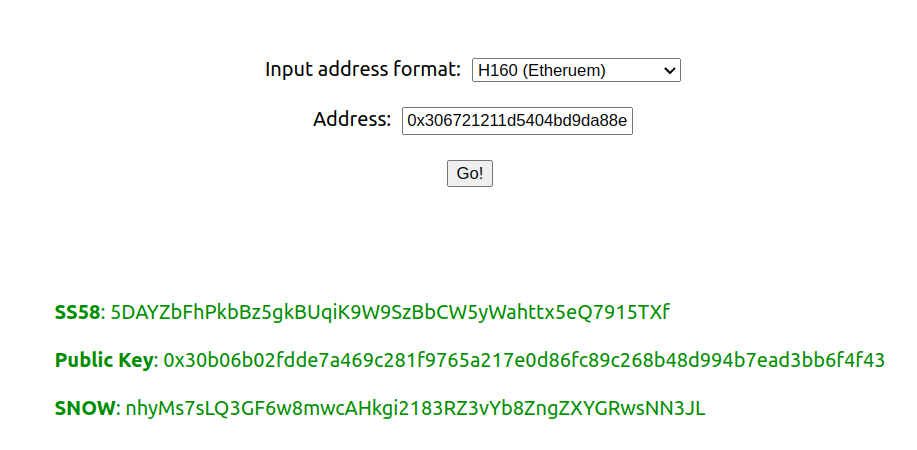 Input address format: H160 (Etheruem)
Address: 0x306721211d5404bd9da88e
Go!
SS58: 5DAYZbFhPkbBz5gkBUqiK9W9SzBbCW5yWahttx5eQ7915TXf
Public Key: 0x30b06b02fdde7a469c281f9765a217e0d86fc89c268b48d994b7ead3bb6f4f43
SNOW: nhyMs7sLQ3GF6w8mwcAHkgi2183RZ3vYb8ZngZXYGRwsNN3JL